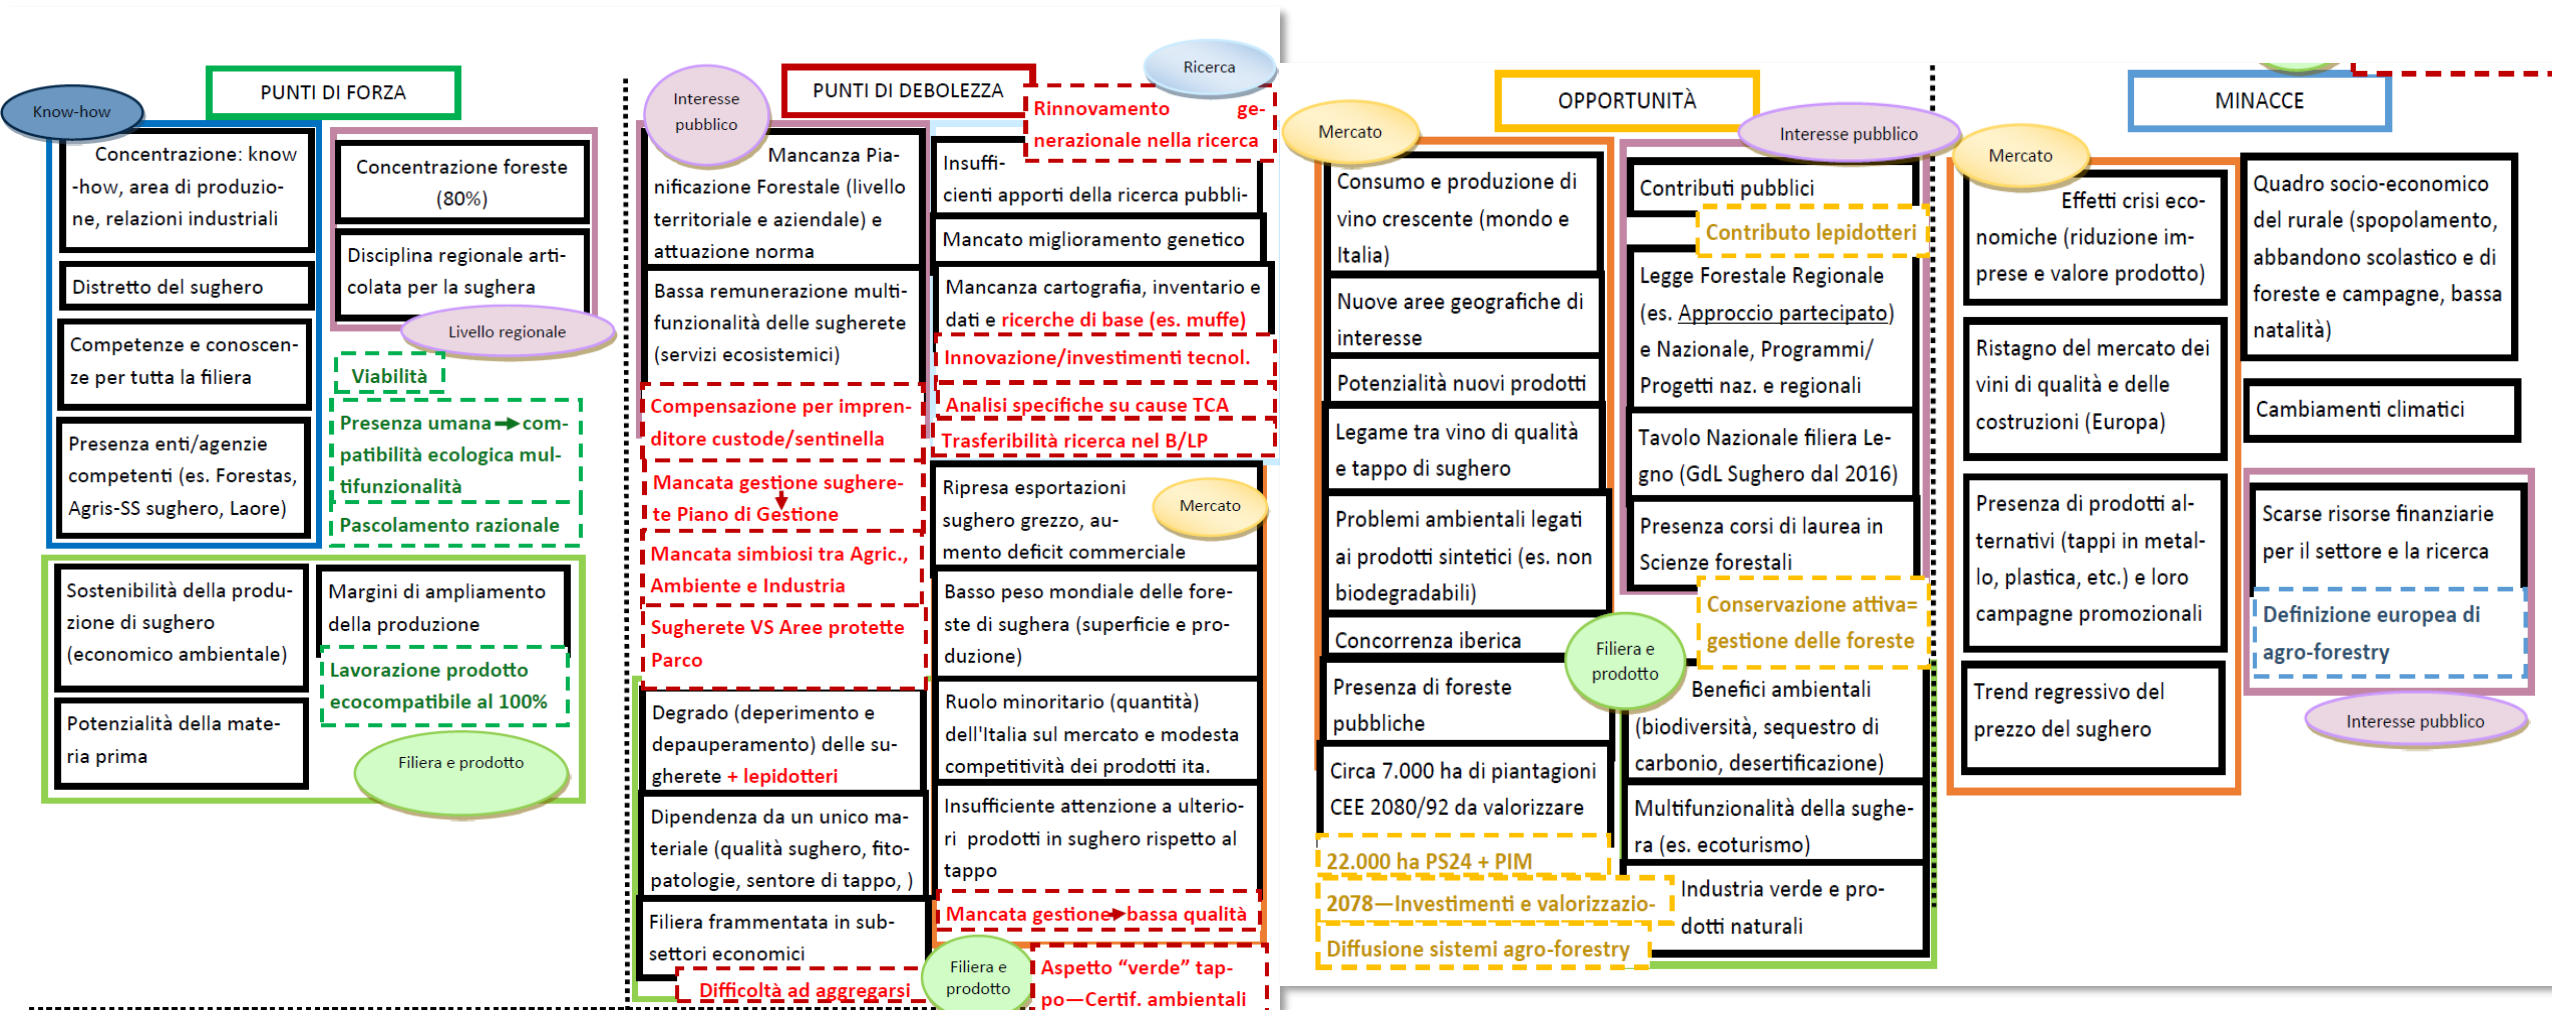 PUNTI DI FORZA
Know-how
Concentrazione: know
-how, area di produzio-
ne, relazioni industriali
Distretto del sughero
Competenze e conoscen-
ze per tutta la filiera
Presenza enti/agenzie
competenti (es. Forestas,
Agris-SS sughero, Laore)
Concentrazione foreste
(80%)
Disciplina regionale arti-
colata per la sughera
Livello regionale
Viabilità
Presenza umana➔com-
patibilità ecologica mul-
tifunzionalità
Pascolamento razionale
Sostenibilità della produ-
zione di sughero
(economico ambientale)
Potenzialità della mate-
ria prima
Margini di ampliamento
della produzione
Lavorazione prodotto
ecocompatibile al 100%
Filiera e prodotto
PUNTI DI DEBOLEZZA
Interesse
pubblico
Mancanza Pia-
nificazione Forestale (livello
territoriale e aziendale) e
attuazione norma
Bassa remunerazione multi-
funzionalità delle sugherete
(servizi ecosistemici)
Compensazione per impren-
ditore custode/sentinella
Mancata gestione sughere-
te Piano di Gestione
Mancata simbiosi tra Agric.,
Ambiente e Industria
Sugherete VS Aree protette
Parco
Degrado (deperimento e
depauperamento) delle su-
gherete + lepidotteri
Dipendenza da un unico ma-
teriale (qualità sughero, fito-
patologie, sentore di tappo, )
Filiera frammentata in sub-
settori economici
Difficoltà ad aggregarsi
Ricerca
Rinnovamento ge-
nerazionale nella ricerca
Insuffi-
cienti apporti della ricerca pubbli-
Mancato miglioramento genetico
Mancanza cartografia, inventario e
dati e ricerche di base (es. muffe)
Innovazione/investimenti tecnol.
Analisi specifiche su cause TCA
Trasferibilità ricerca nel B/LP
Mercato
Ripresa esportazioni
sughero grezzo, au-
mento deficit commerciale
Basso peso mondiale delle fore-
ste di sughera (superficie e pro-
duzione)
Ruolo minoritario (quantità)
dell'Italia sul mercato e modesta
competitività dei prodotti ita.
Insufficiente attenzione a ulterio-
ri prodotti in sughero rispetto al
tappo
Mancata gestione➔bassa qualità
Filiera e
prodotto
Aspetto “verde” tap-
po—Certif. ambientali
OPPORTUNITÀ
Mercato
Consumo e produzione di
vino crescente (mondo e
Italia)
Nuove aree geografiche di
interesse
Potenzialità nuovi prodotti
Legame tra vino di qualità
e tappo di sughero
Problemi ambientali legati
ai prodotti sintetici (es. non
biodegradabili)
Concorrenza iberica
Presenza di foreste
pubbliche
Circa 7.000 ha di piantagioni
CEE 2080/92 da valorizzare
22.000 ha PS24 + PIM
2078—Investimenti e valorizzazio-
Diffusione sistemi agro-forestry
Interesse pubblico
Contributi pubblici
Contributo lepidotteri
Legge Forestale Regionale
(es. Approccio partecipato)
e Nazionale, Programmi/
Progetti naz. e regionali
Tavolo Nazionale filiera Le-
gno (GdL Sughero dal 2016)
Presenza corsi di laurea in
Scienze forestali
Conservazione attiva=
gestione delle foreste
Filiera e
prodotto
Benefici ambientali
(biodiversità, sequestro di
carbonio, desertificazione)
Multifunzionalità della sughe-
ra (es. ecoturismo)
Industria verde e pro-
dotti naturali
MINACCE
Mercato
Effetti crisi eco-
nomiche (riduzione im-
prese e valore prodotto)
Ristagno del mercato dei
vini di qualità e delle
costruzioni (Europa)
Presenza di prodotti al-
ternativi (tappi in metal-
lo, plastica, etc.) e loro
campagne promozionali
Trend regressivo del
prezzo del sughero
Quadro socio-economico
del rurale (spopolamento,
abbandono scolastico e di
foreste e campagne, bassa
natalità)
Cambiamenti climatici
Scarse risorse finanziarie
per il settore e la ricerca
Definizione europea di
agro-forestry
Interesse pubblico